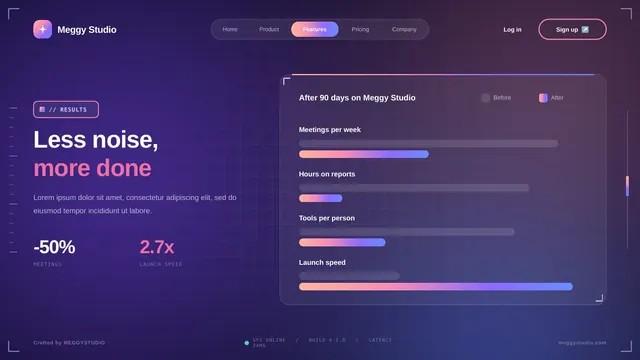 Meggy Studio
Home
Product
Features
Pricing
Company
Log in
Sign up ↗
// RESULTS
Less noise,
more done
Lorem ipsum dolor sit amet, consectetur adipiscing elit, sed do
eiusmod tempor incididunt ut labore.
-50%
MEETINGS
2.7x
LAUNCH SPEED
After 90 days on Meggy Studio
Before
After
Meetings per week
Hours on reports
Tools per person
Launch speed
Crafted by MEGGYSTUDIO
SYS ONLINE / BUILD 4.2.0 / LATENCY
24MS
meggystudio.com